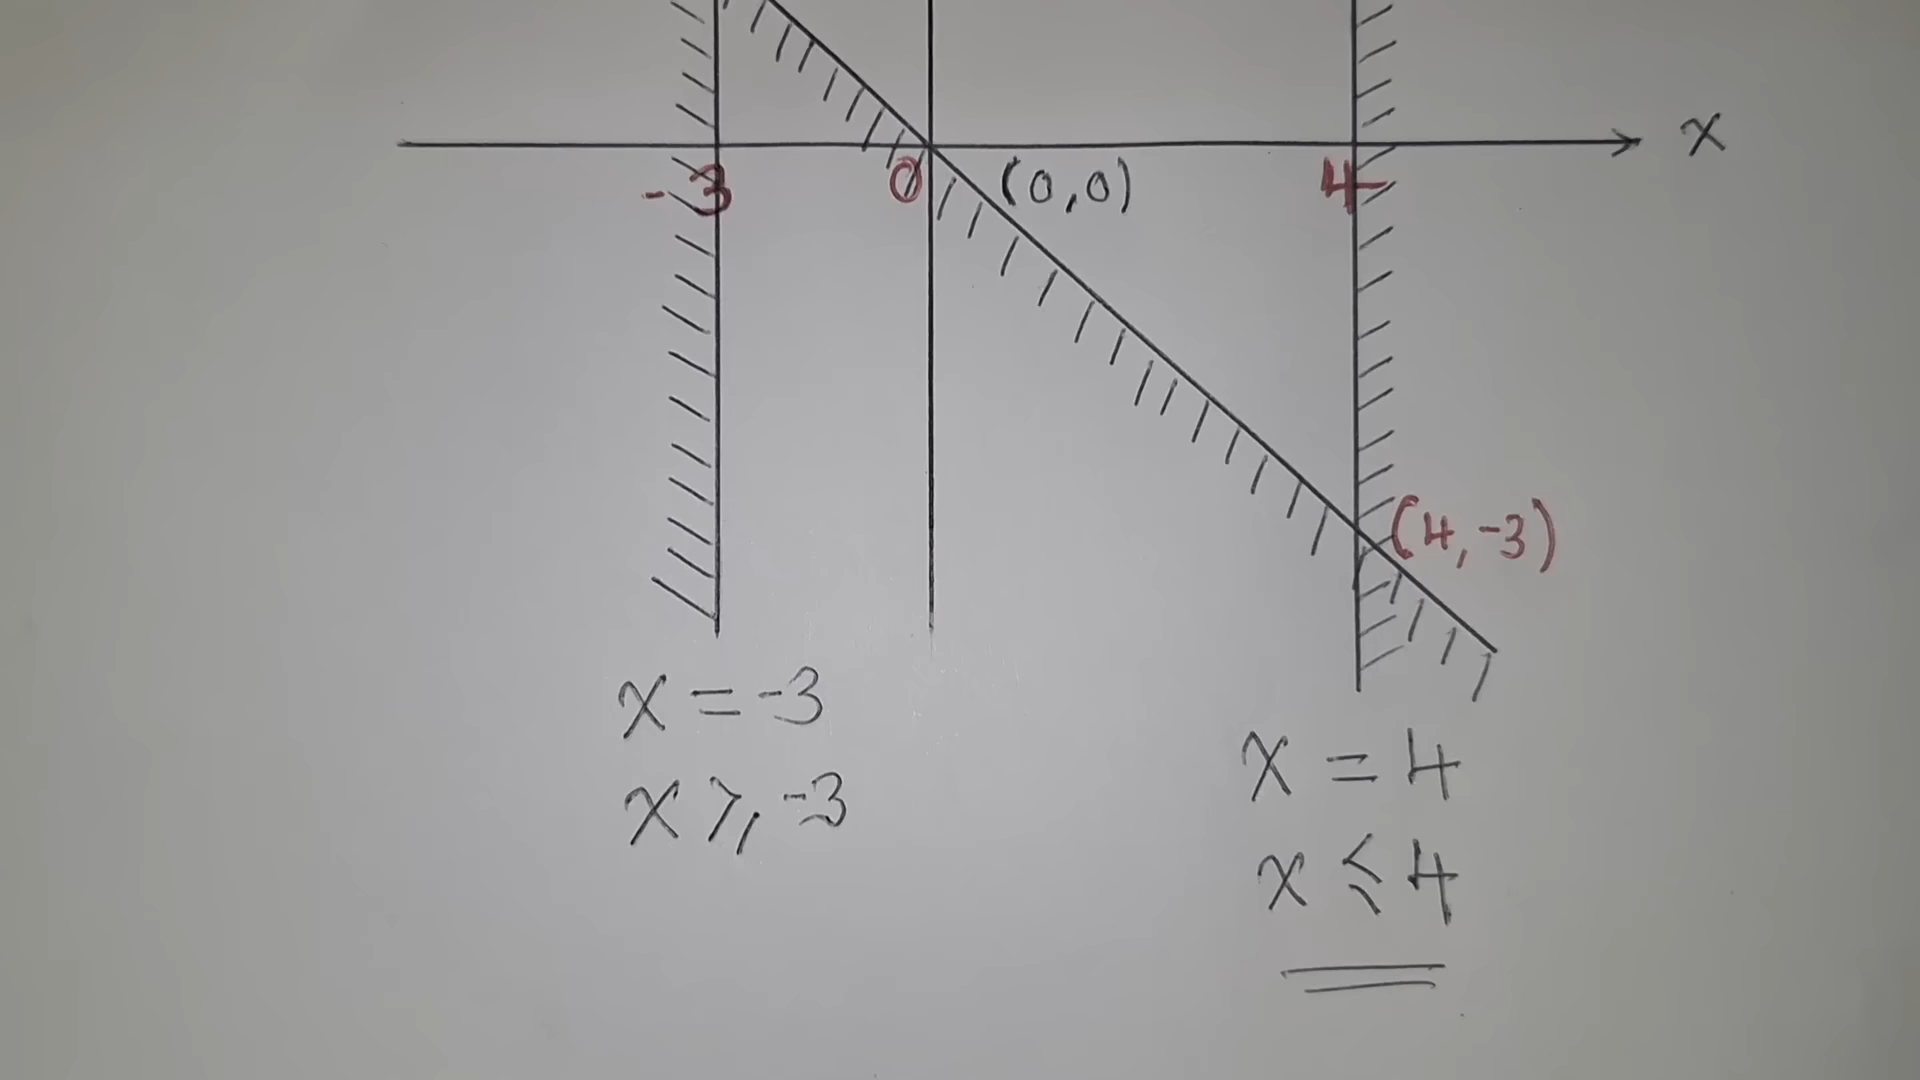 x
-3 0 (0,0) 4
(4,-3)
x = -3
x ⩾ -3
x = 4
x ⩽ 4